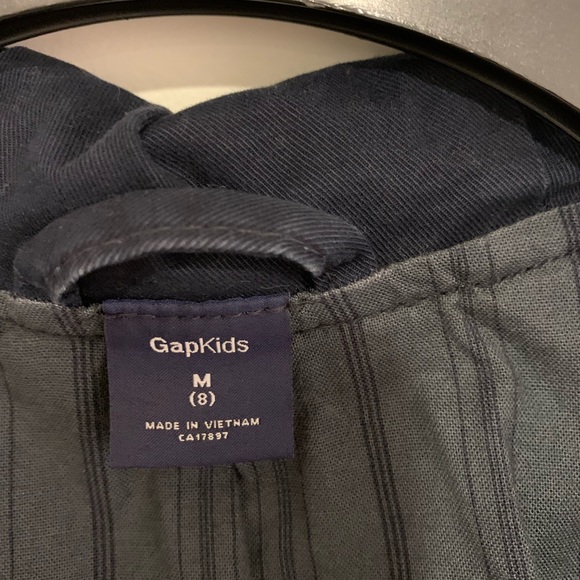 GapKids
M
(8)
MADE IN VIETNAM
CA17897